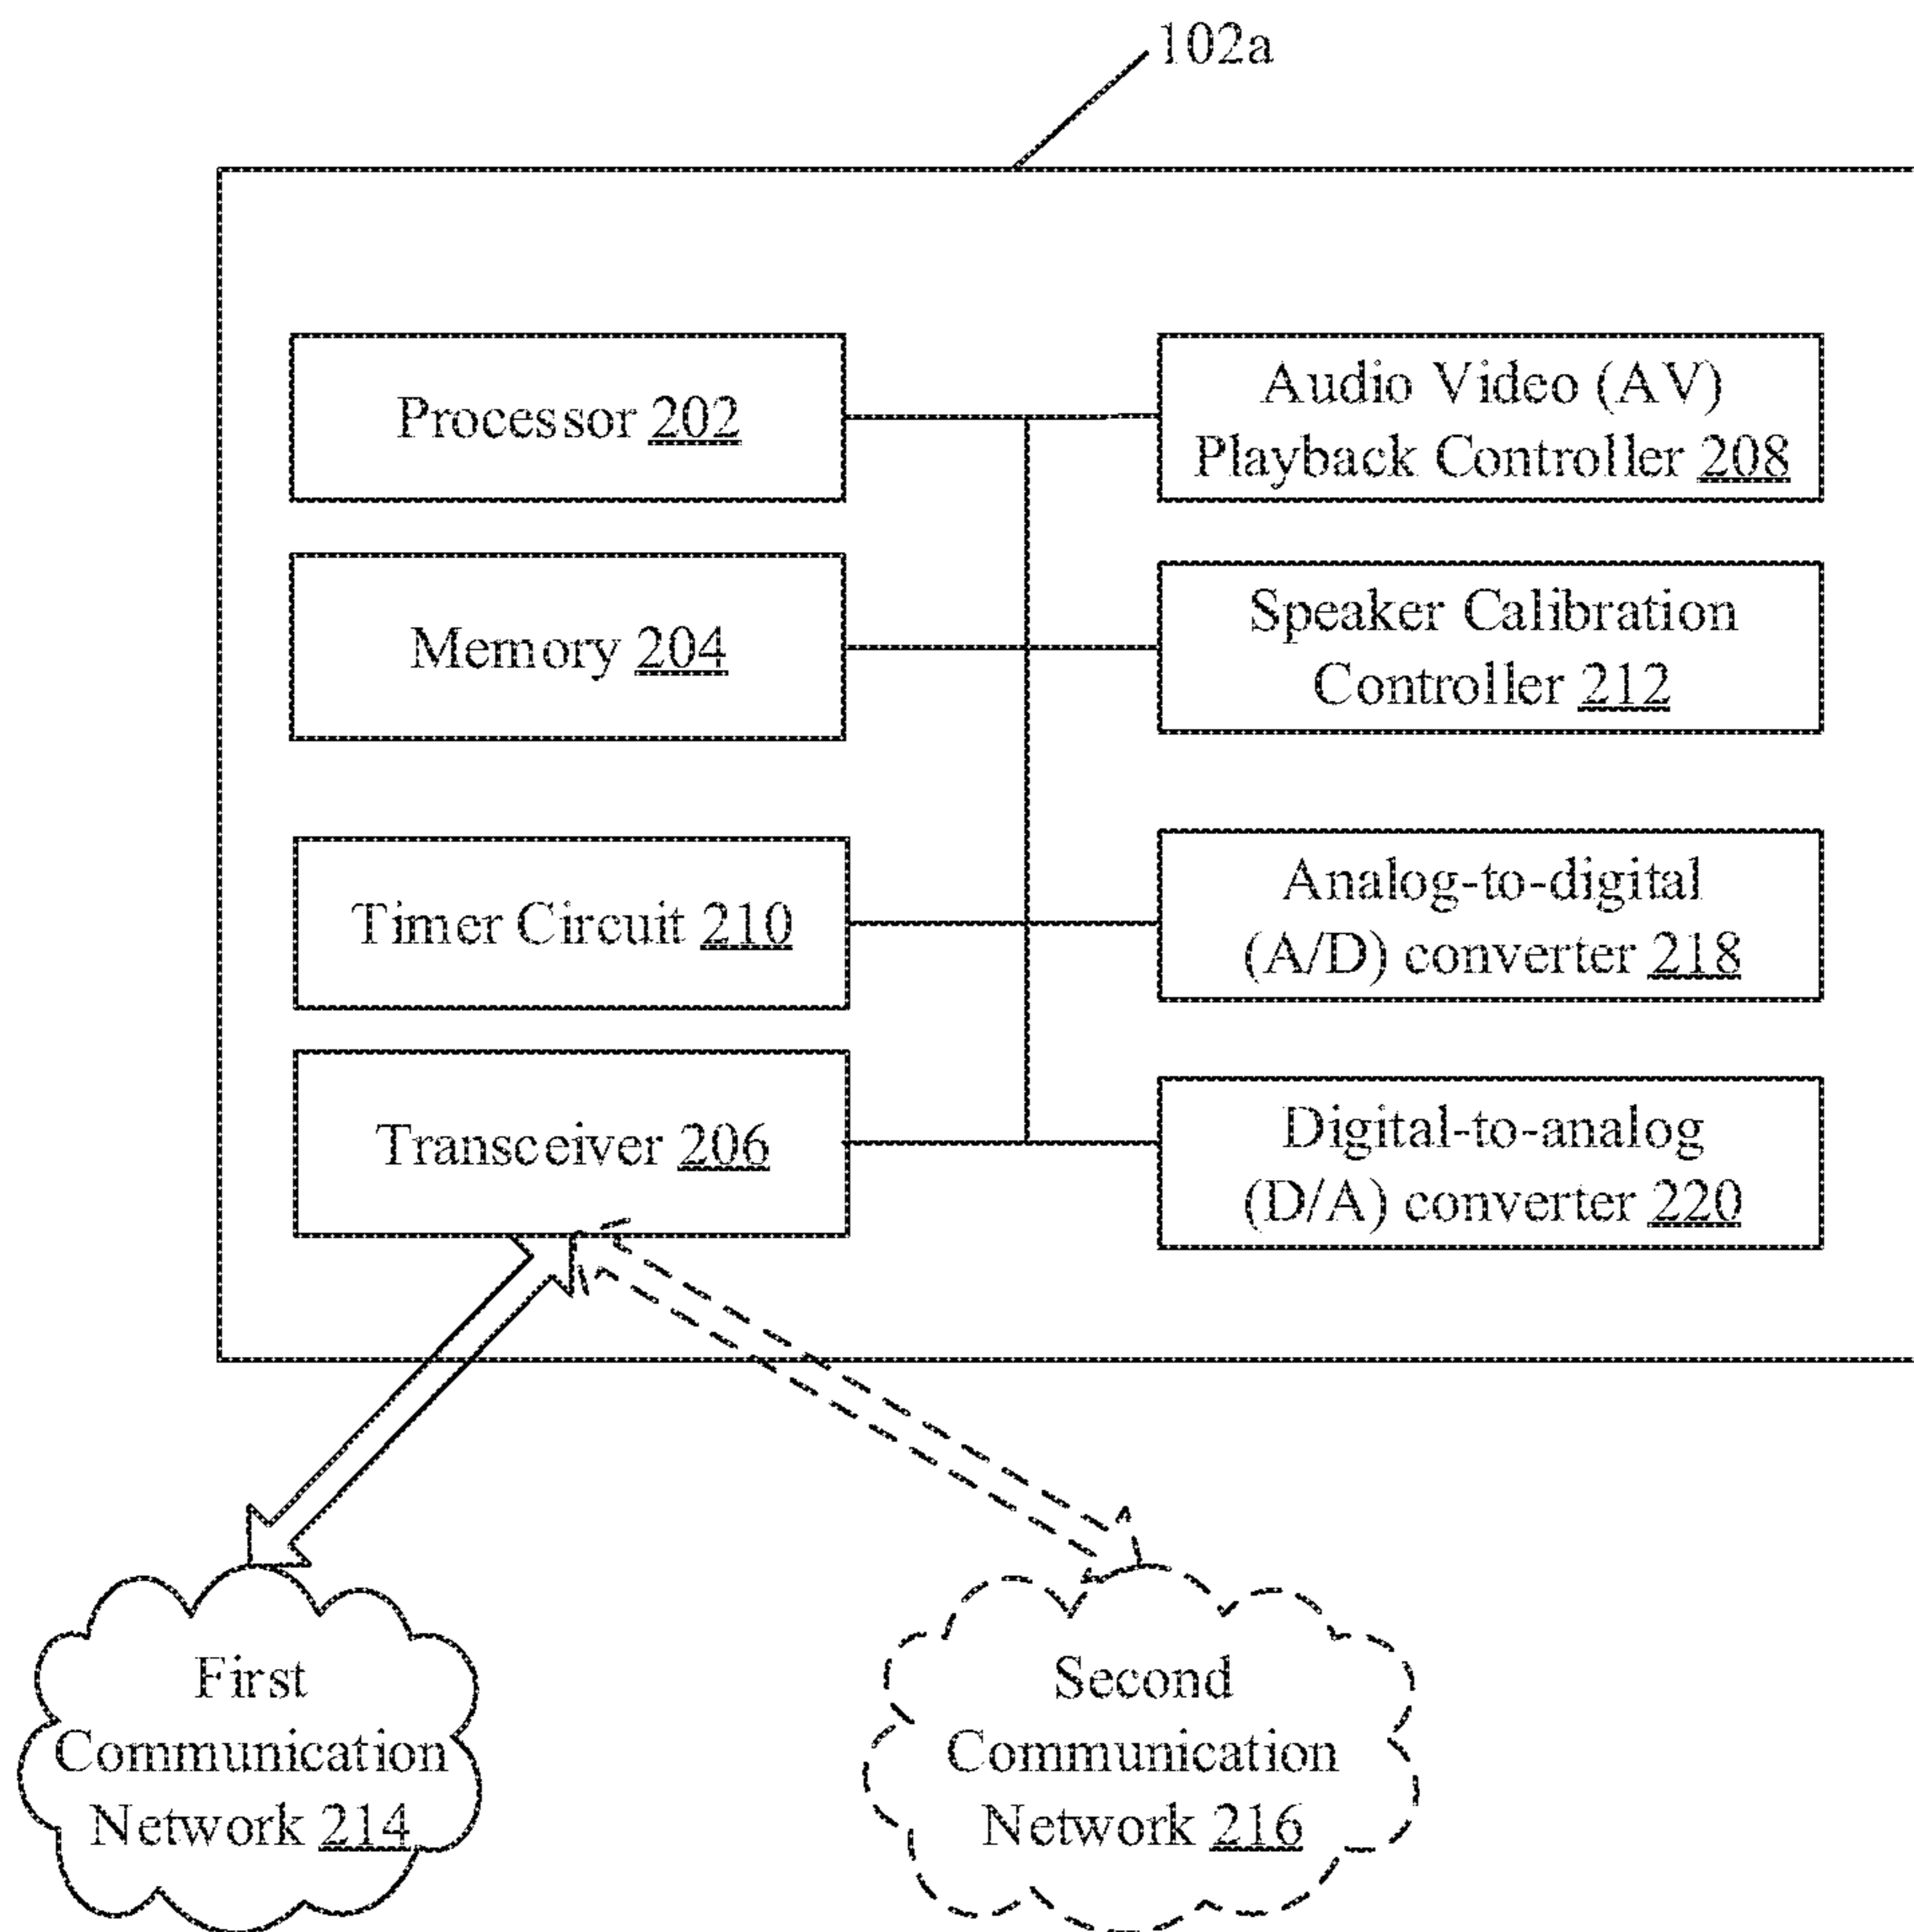 102a
Processor 202
Audio Video (AV)
Playback Controller 208
Memory 204
Speaker Calibration
Controller 212
Timer Circuit 210
Analog-to-digital
(A/D) converter 218
Transceiver 206
Digital-to-analog
(D/A) converter 220
First
Communication
Network 214
Second
Communication
Network 216